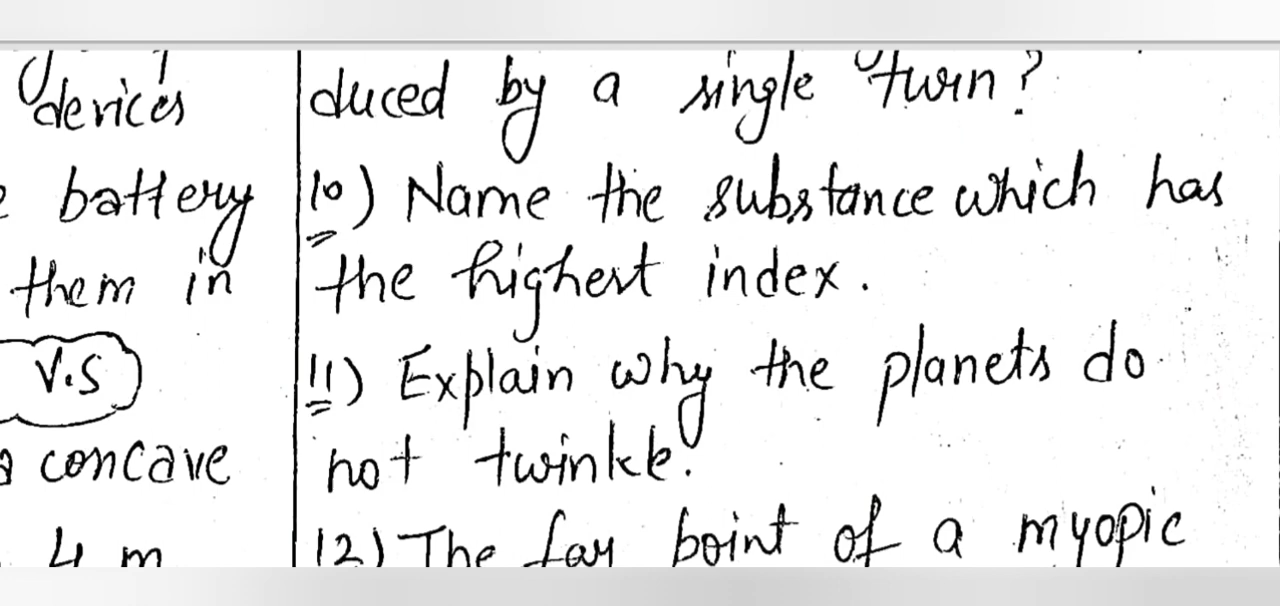 devices
battery
them in
V.S
concave
4 m
duced by a single turn?
10) Name the substance which has
the highest index.
11) Explain why the planets do
not twinkle?
12) The far point of a myopic